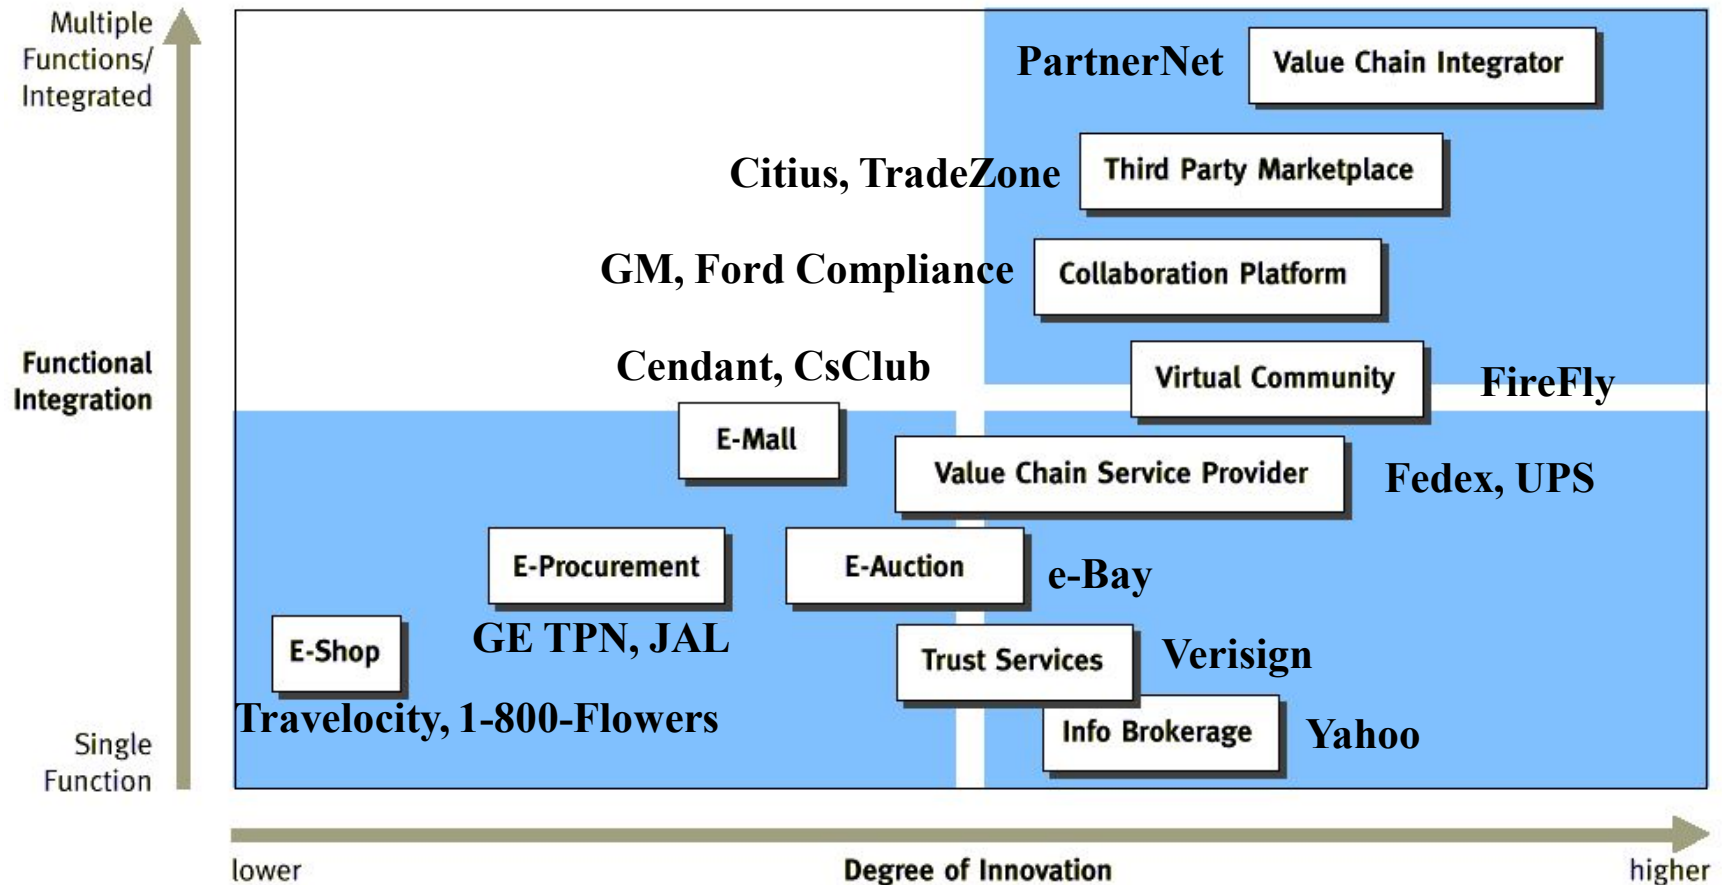 Multiple
Functions/
Integrated
PartnerNet
Value Chain Integrator
Citius, TradeZone
Third Party Marketplace
GM, Ford Compliance
Collaboration Platform
Functional
Integration
Cendant, CsClub
Virtual Community
FireFly
E-Mall
Value Chain Service Provider
Fedex, UPS
E-Procurement
E-Auction
e-Bay
E-Shop
GE TPN, JAL
Trust Services
Verisign
Travelocity, 1-800-Flowers
Info Brokerage
Yahoo
Single
Function
lower
Degree of Innovation
higher